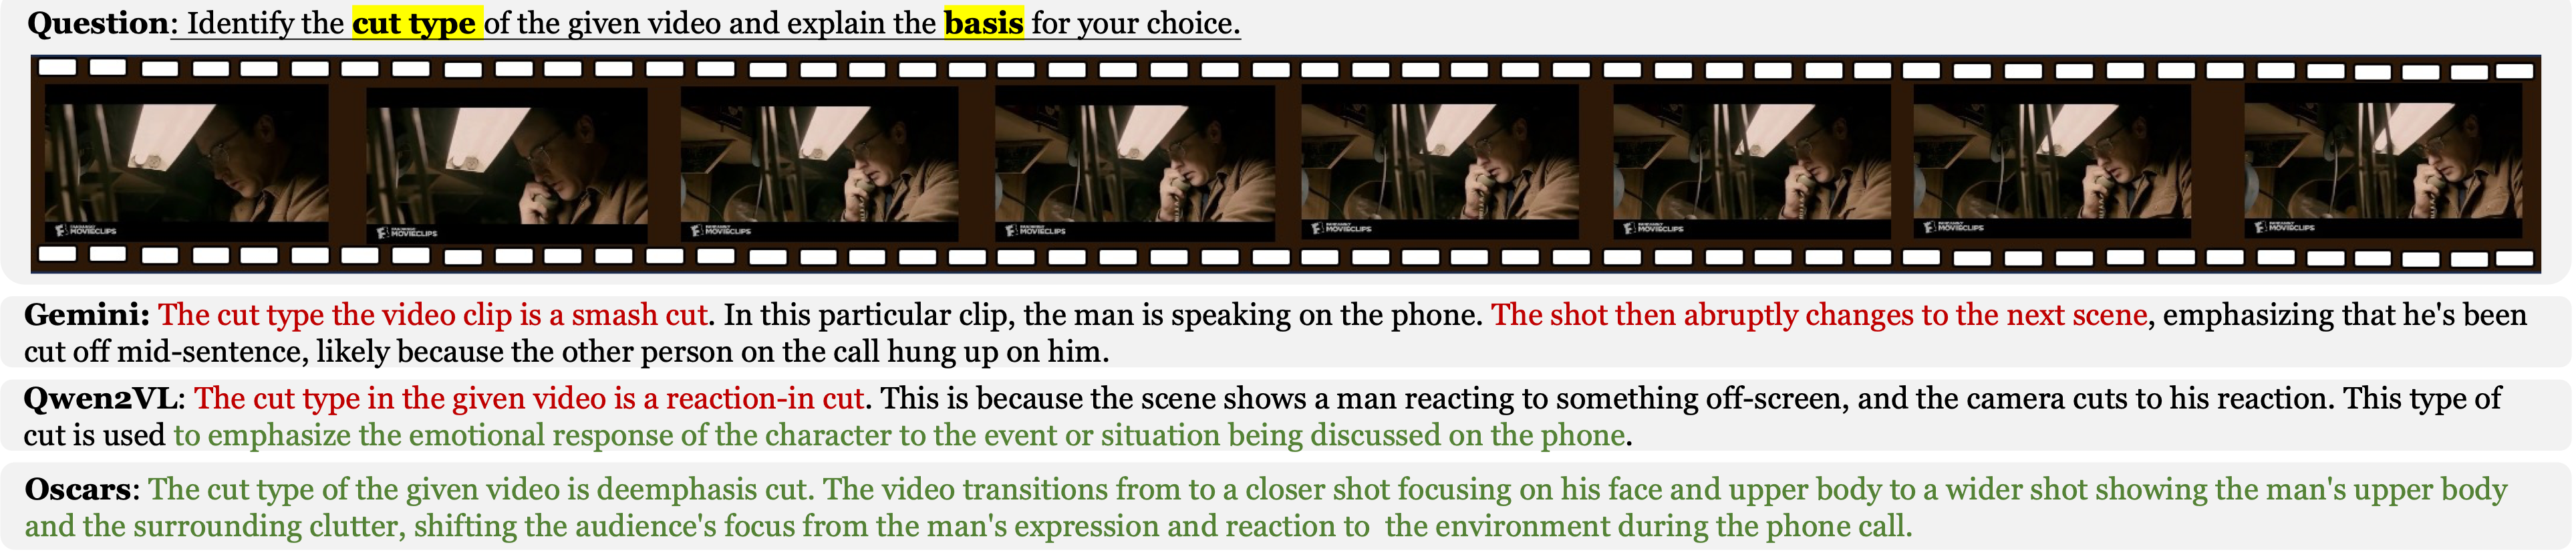 Question: Identify the cut type of the given video and explain the basis for your choice.
MOVIECLIPS
MOVIECLIPS
MOVIECLIPS
MOVIECLIPS
MOVIECLIPS
MOVIECLIPS
MOVIECLIPS
MOVIECLIPS
Gemini: The cut type the video clip is a smash cut. In this particular clip, the man is speaking on the phone. The shot then abruptly changes to the next scene, emphasizing that he's been
cut off mid-sentence, likely because the other person on the call hung up on him.
Qwen2VL: The cut type in the given video is a reaction-in cut. This is because the scene shows a man reacting to something off-screen, and the camera cuts to his reaction. This type of
cut is used to emphasize the emotional response of the character to the event or situation being discussed on the phone.
Oscars: The cut type of the given video is deemphasis cut. The video transitions from to a closer shot focusing on his face and upper body to a wider shot showing the man's upper body
and the surrounding clutter, shifting the audience's focus from the man's expression and reaction to the environment during the phone call.